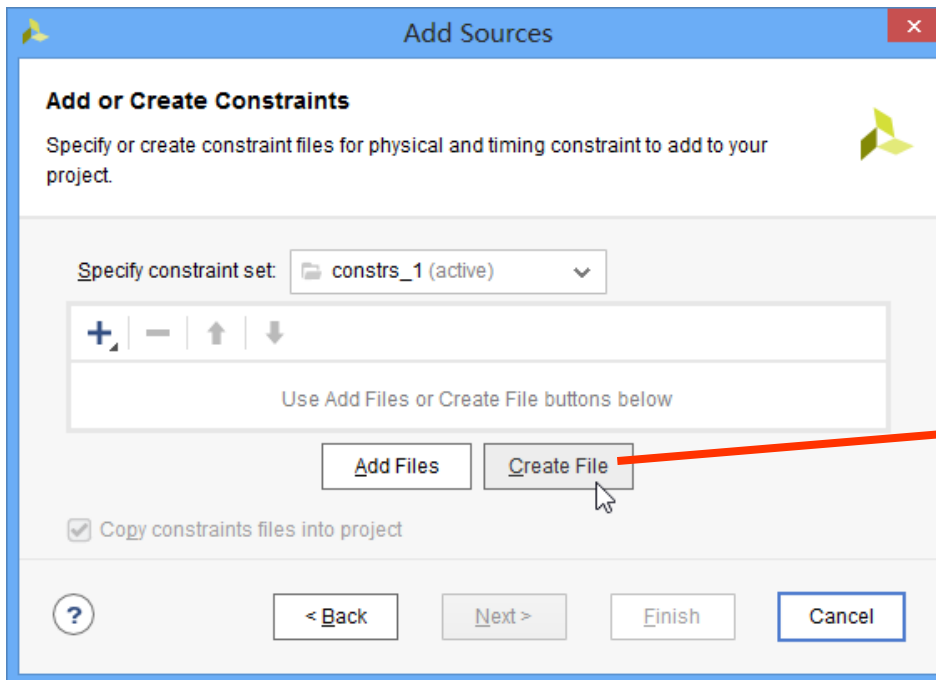 Add Sources
Add or Create Constraints
Specify or create constraint files for physical and timing constraint to add to your
project.
Specify constraint set: constrs_1 (active)
Use Add Files or Create File buttons below
Add Files Create File
Copy constraints files into project
? < Back Next > Finish Cancel